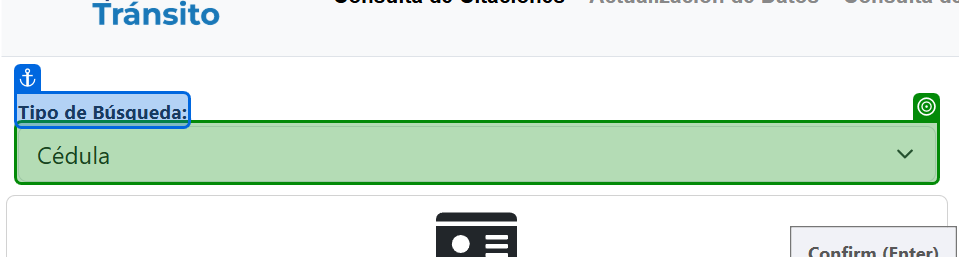 Consulta de Citaciones Actualización de Datos Consulta de
Tránsito
Tipo de Búsqueda:
Cédula
Confirm (Enter)